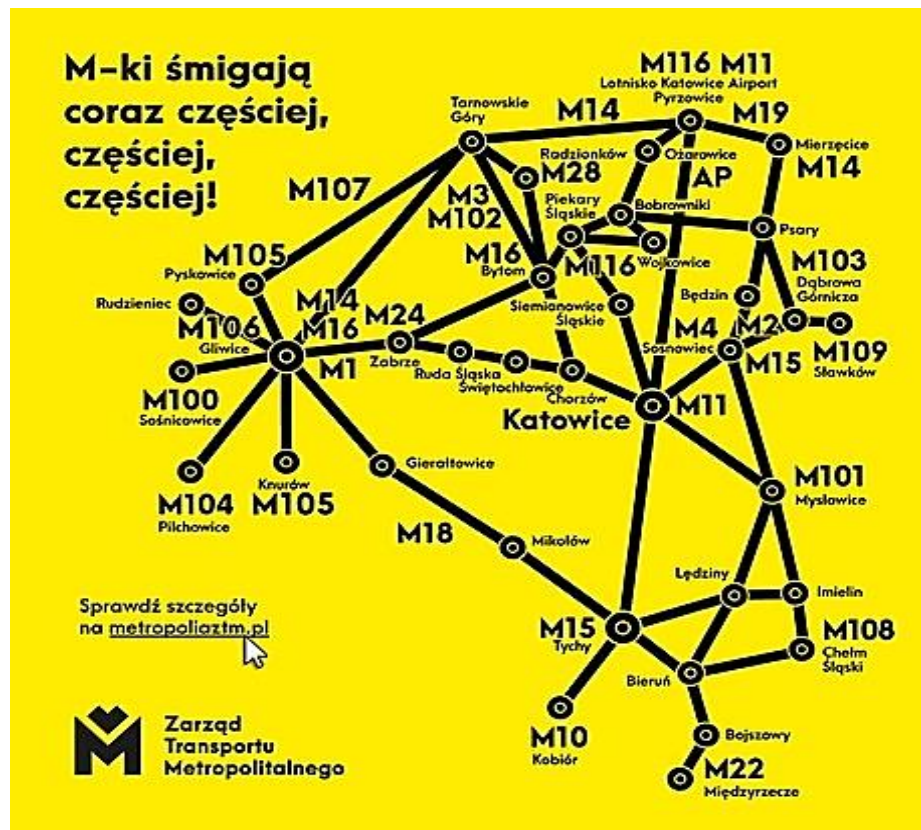 M-ki śmigają
coraz częściej,
częściej,
częściej!
M116 M11
Lotnisko Katowice Airport
Pyrzowice
Tarnowskie
Góry
M14
M19
Radzionków
Ożarowice
Mierzęcice
M28
AP
M14
M107
M3
M102
Piekary
Śląskie
Bobrowniki
Psary
M105
Pyskowice
M16
Bytom
M116
Wojkowice
M103
Dąbrowa
Górnicza
Rudzieniec
Będzin
M14
M16
M24
Siemianowice
Śląskie
M106
Gliwice
M4
M2
Sosnowiec
M1
Zabrze
Ruda Śląska
Świętochłowice
Chorzów
M15
M109
Sławków
M100
Sośnicowice
Katowice
M11
Gierałtowice
M101
Mysłowice
M104
Pilchowice
Knurów
M105
M18
Mikołów
Lędziny
Imielin
Sprawdź szczegóły
na metropoliaztm.pl
M15
Tychy
M108
Chełm
Śląski
Bieruń
M10
Kobiór
Bojszowy
M22
Międzyrzecze
Zarząd
Transportu
Metropolitalnego